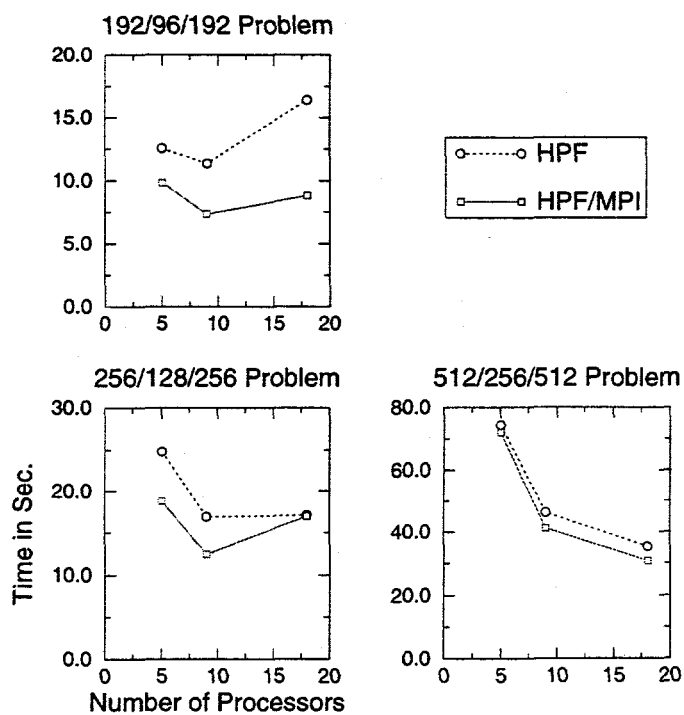 192/96/192 Problem
20.0
15.0
10.0
5.0
0.0
0 5 10 15 20
HPF
HPF/MPI
256/128/256 Problem
30.0
20.0
10.0
0.0
0 5 10 15 20
Time in Sec.
Number of Processors
512/256/512 Problem
80.0
60.0
40.0
20.0
0.0
0 5 10 15 20